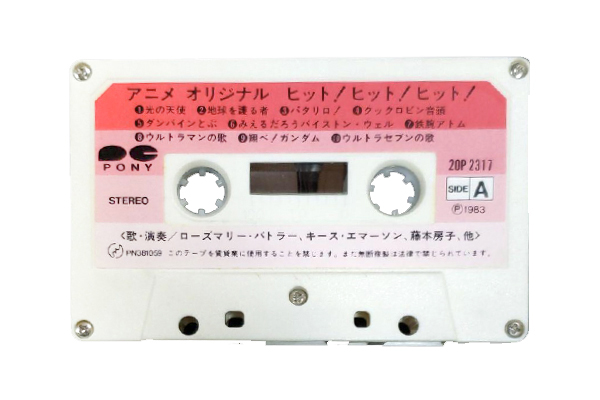 アニメ オリジナル ヒット!ヒット!ヒット!
❶光の天使 ❷地球を護る者 ❸パタリロ! ❹クックロビン音頭
❺ダンバインとぶ ❻みえるだろうバイストン・ウェル ❼鉄腕アトム
❽ウルトラマンの歌 ❾翔べ!ガンダム ❿ウルトラセブンの歌
PONY
20P2317
STEREO
SIDE A
Ⓟ1983
〈歌・演奏/ローズマリー・バトラー、キース・エマーソン、藤本房子、他〉
PN381059 このテープを賃貸業に使用することを禁じます。また無断複製は法律で禁じられています。